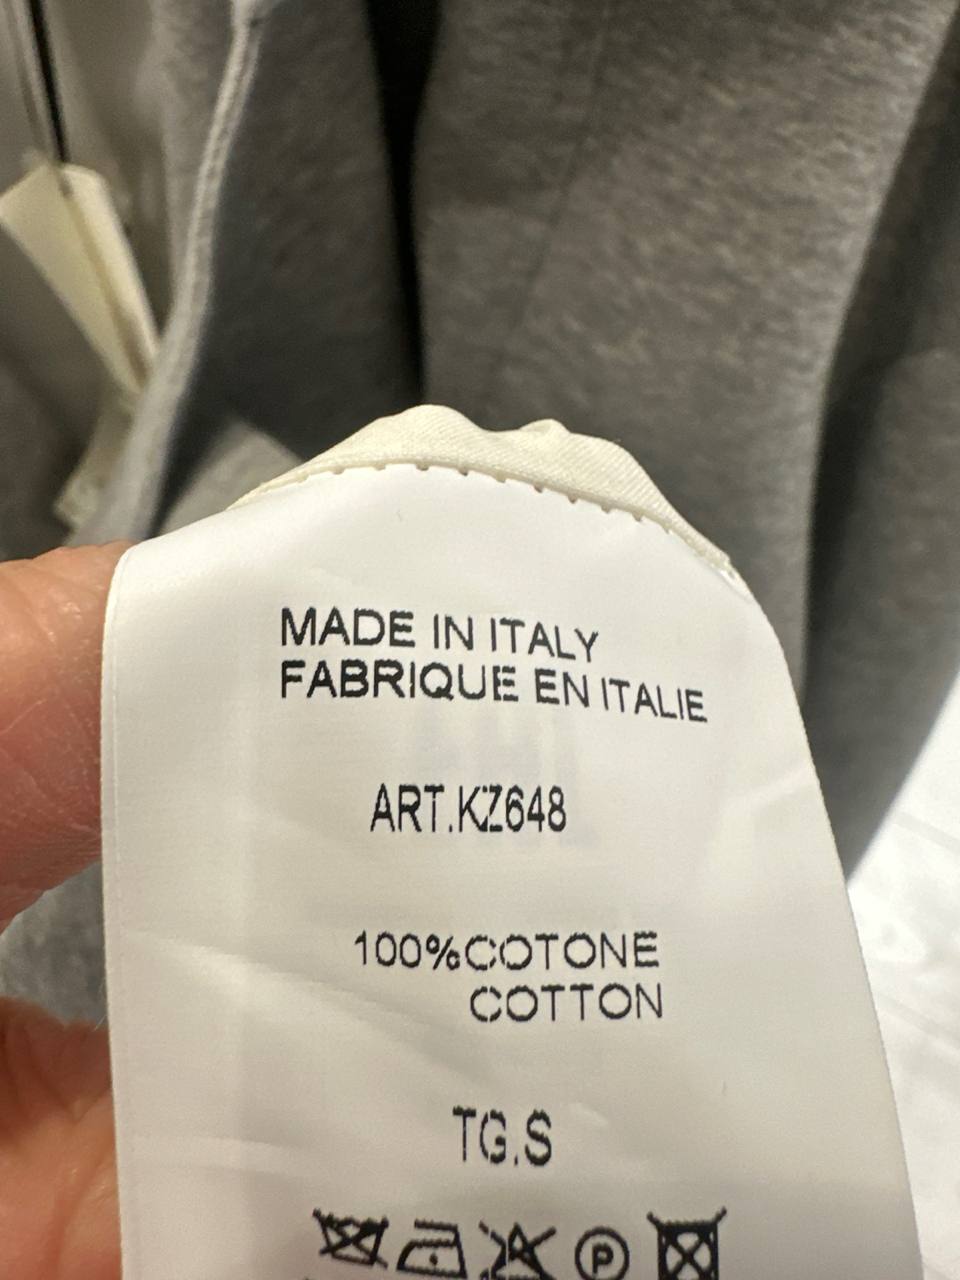 MADE IN ITALY
FABRIQUE EN ITALIE
ART.KZ648
100%COTONE
COTTON
TG.S
P